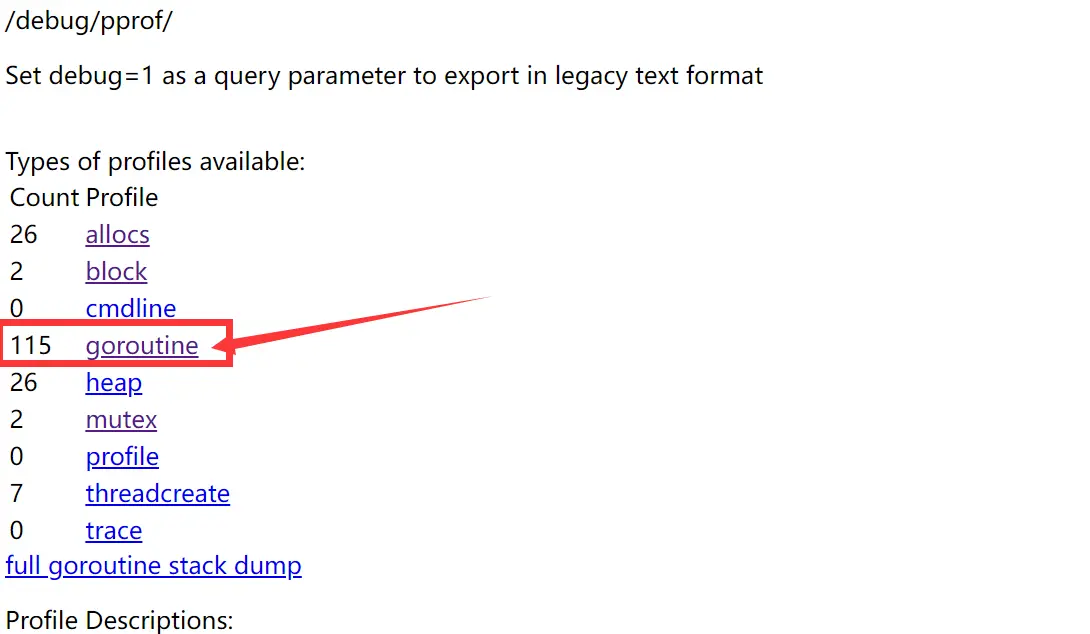 /debug/pprof/
Set debug=1 as a query parameter to export in legacy text format
Types of profiles available:
Count Profile
26 allocs
2 block
0 cmdline
115 goroutine
26 heap
2 mutex
0 profile
7 threadcreate
0 trace
full goroutine stack dump
Profile Descriptions: